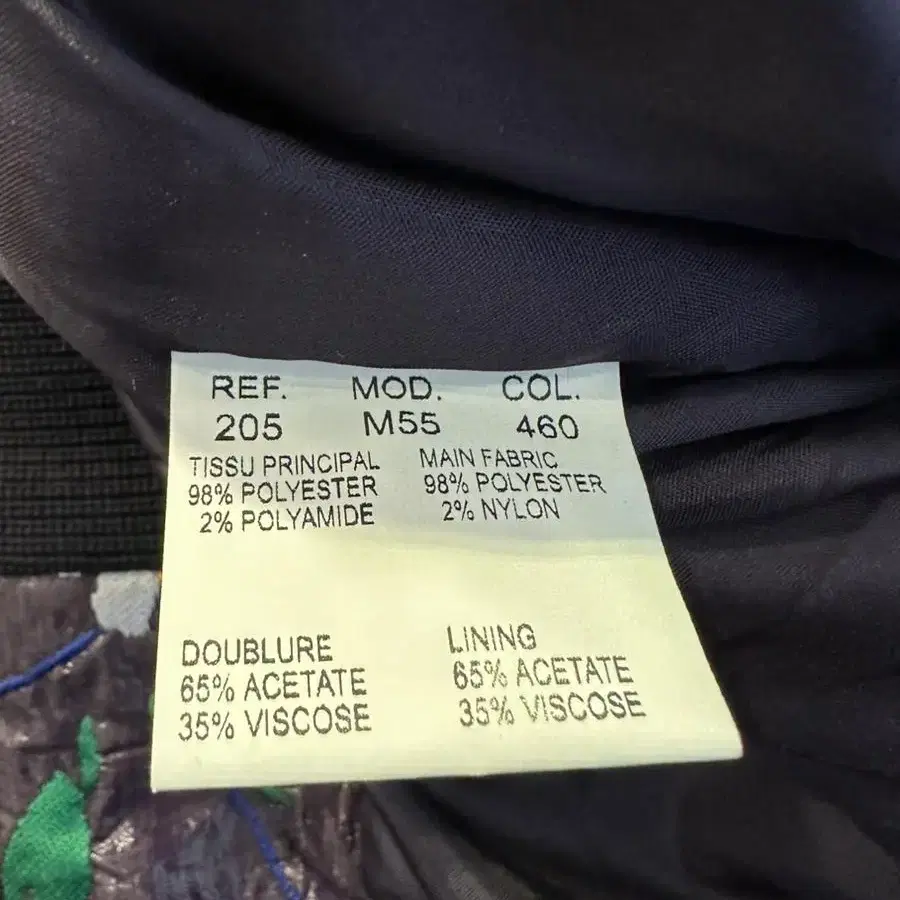 REF. MOD. COL.
205 M55 460
TISSU PRINCIPAL MAIN FABRIC
98% POLYESTER 98% POLYESTER
2% POLYAMIDE 2% NYLON
DOUBLURE LINING
65% ACETATE 65% ACETATE
35% VISCOSE 35% VISCOSE